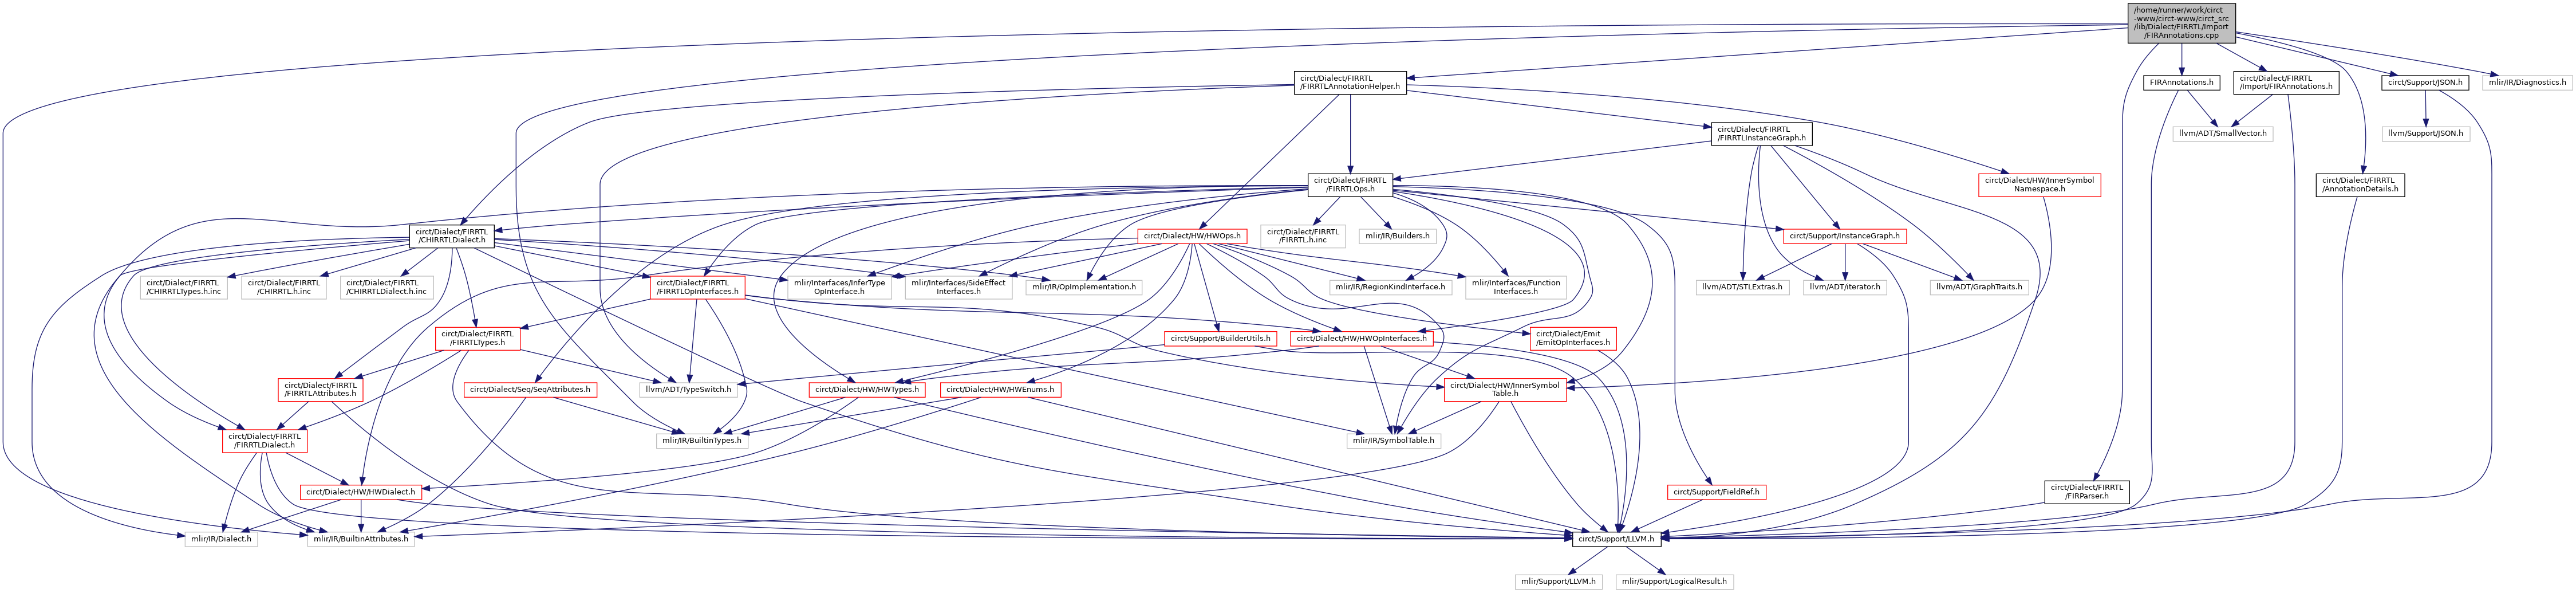 /home/runner/work/circt
-www/circt-www/circt_src
/lib/Dialect/FIRRTL/Import
/FIRAnnotations.cpp
circt/Dialect/FIRRTL
/FIRRTLAnnotationHelper.h
FIRAnnotations.h
circt/Dialect/FIRRTL
/Import/FIRAnnotations.h
circt/Support/JSON.h
mlir/IR/Diagnostics.h
circt/Dialect/FIRRTL
/FIRRTLInstanceGraph.h
llvm/ADT/SmallVector.h
llvm/Support/JSON.h
circt/Dialect/FIRRTL
/FIRRTLOps.h
circt/Dialect/HW/InnerSymbol
Namespace.h
circt/Dialect/FIRRTL
/AnnotationDetails.h
circt/Dialect/FIRRTL
/CHIRRTLDialect.h
circt/Dialect/HW/HWOps.h
circt/Dialect/FIRRTL
/FIRRTL.h.inc
mlir/IR/Builders.h
circt/Support/InstanceGraph.h
circt/Dialect/FIRRTL
/CHIRRTLTypes.h.inc
circt/Dialect/FIRRTL
/CHIRRTL.h.inc
circt/Dialect/FIRRTL
/CHIRRTLDialect.h.inc
circt/Dialect/FIRRTL
/FIRRTLOpInterfaces.h
mlir/Interfaces/InferType
OpInterface.h
mlir/Interfaces/SideEffect
Interfaces.h
mlir/IR/OpImplementation.h
mlir/IR/RegionKindInterface.h
mlir/Interfaces/Function
Interfaces.h
llvm/ADT/STLExtras.h
llvm/ADT/iterator.h
llvm/ADT/GraphTraits.h
circt/Dialect/FIRRTL
/FIRRTLTypes.h
circt/Support/BuilderUtils.h
circt/Dialect/HW/HWOpInterfaces.h
circt/Dialect/Emit
/EmitOpInterfaces.h
circt/Dialect/FIRRTL
/FIRRTLAttributes.h
circt/Dialect/Seq/SeqAttributes.h
llvm/ADT/TypeSwitch.h
circt/Dialect/HW/HWTypes.h
circt/Dialect/HW/HWEnums.h
circt/Dialect/HW/InnerSymbol
Table.h
circt/Dialect/FIRRTL
/FIRRTLDialect.h
mlir/IR/BuiltinTypes.h
mlir/IR/SymbolTable.h
circt/Dialect/HW/HWDialect.h
circt/Support/FieldRef.h
circt/Dialect/FIRRTL
/FIRParser.h
mlir/IR/Dialect.h
mlir/IR/BuiltinAttributes.h
circt/Support/LLVM.h
mlir/Support/LLVM.h
mlir/Support/LogicalResult.h